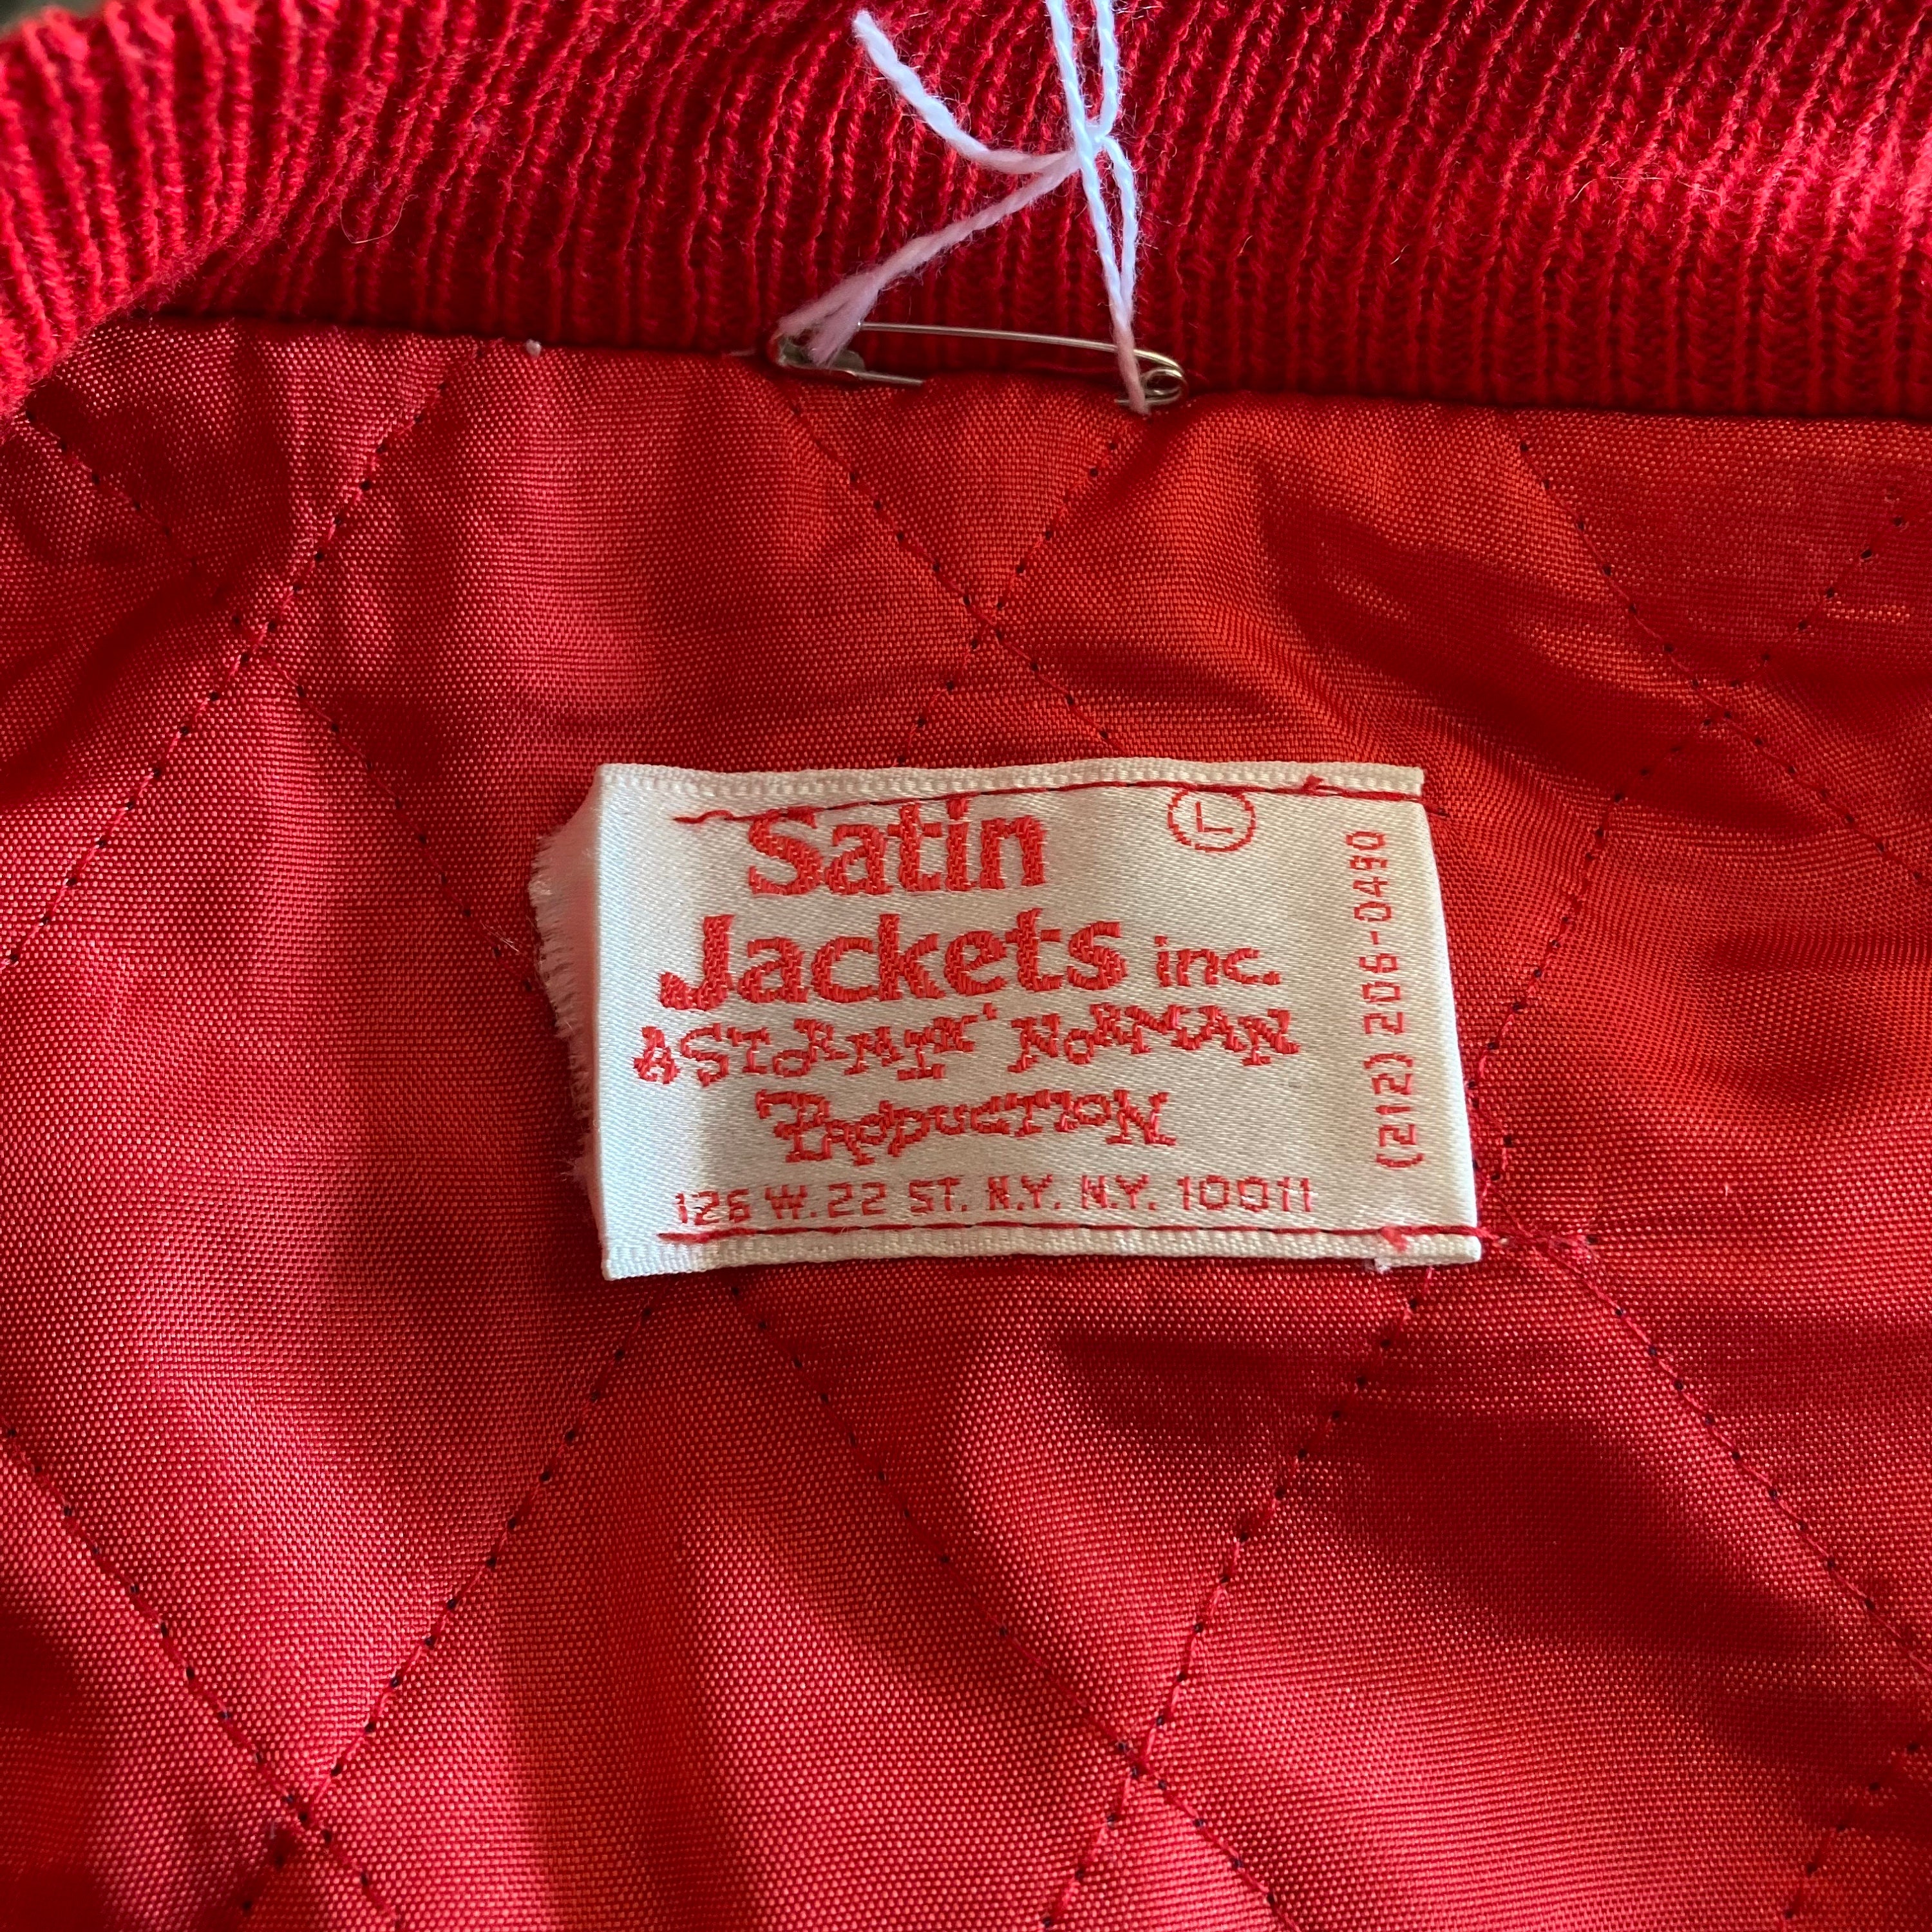 Satin
L
Jackets inc.
A STORMIN' NORMAN
PRODUCTION
126 W. 22 ST. N.Y. N.Y. 10011
(212) 206-0490